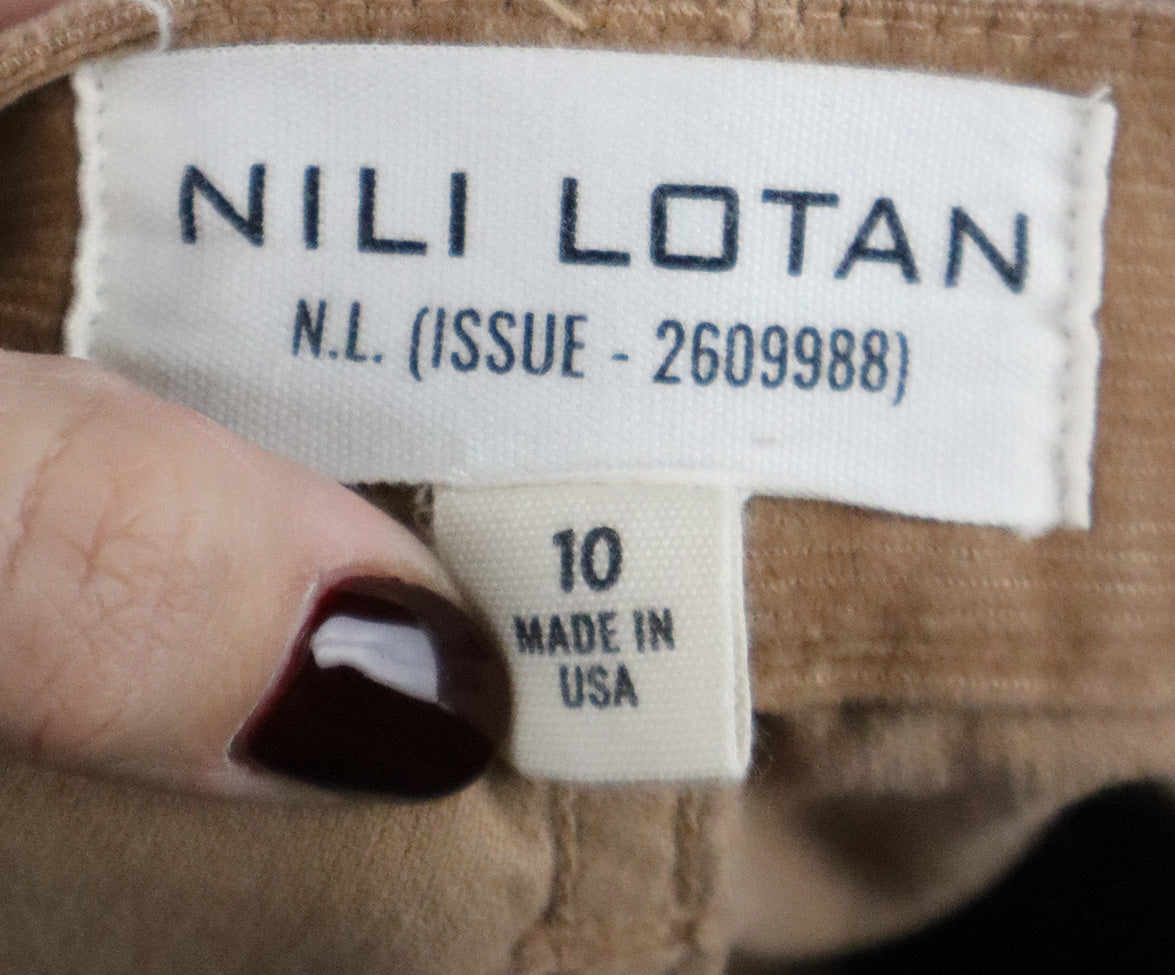 NILI LOTAN
N.L. (ISSUE - 2609988)
10
MADE IN
USA